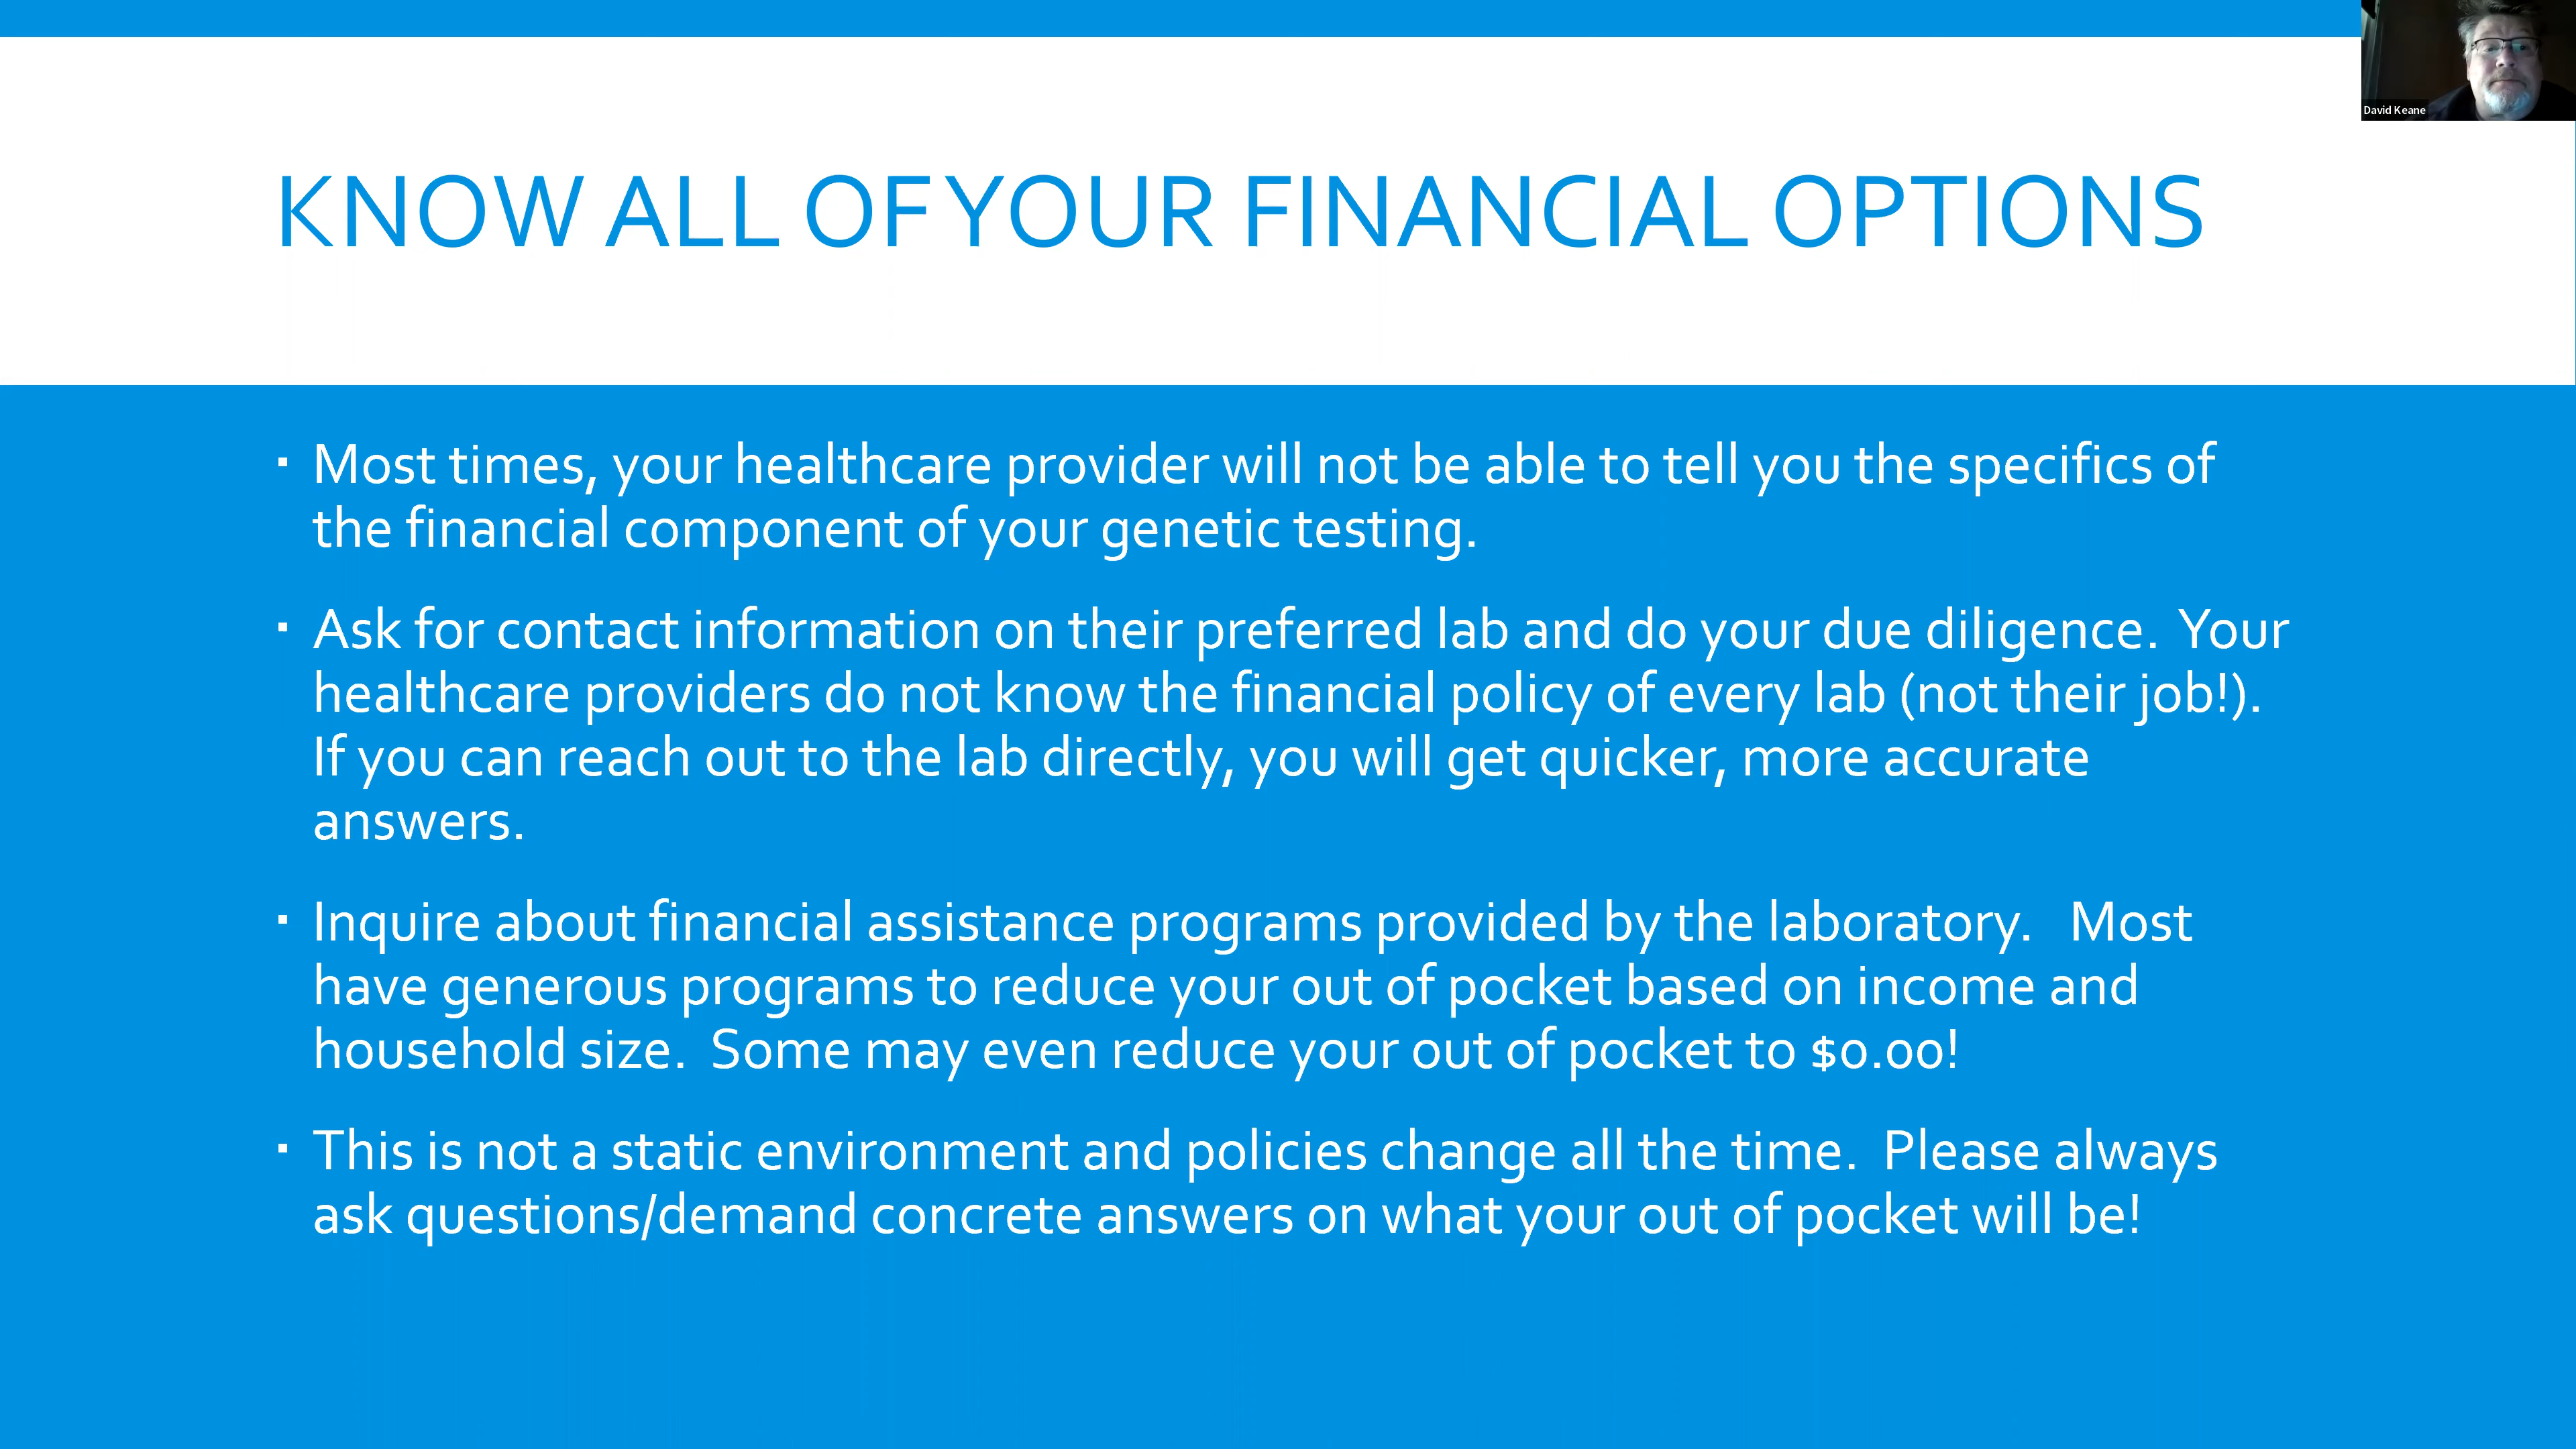 David Keane
KNOW ALL OF YOUR FINANCIAL OPTIONS
▪ Most times, your healthcare provider will not be able to tell you the specifics of
the financial component of your genetic testing.
▪ Ask for contact information on their preferred lab and do your due diligence.  Your
healthcare providers do not know the financial policy of every lab (not their job!).
If you can reach out to the lab directly, you will get quicker, more accurate
answers.
▪ Inquire about financial assistance programs provided by the laboratory.   Most
have generous programs to reduce your out of pocket based on income and
household size.  Some may even reduce your out of pocket to $0.00!
▪ This is not a static environment and policies change all the time.  Please always
ask questions/demand concrete answers on what your out of pocket will be!